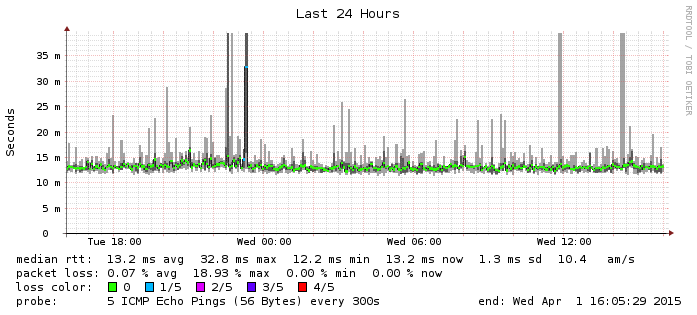 Last 24 Hours
RRDTOOL / TOBI OETIKER
Seconds
35 m
30 m
25 m
20 m
15 m
10 m
5 m
0
Tue 18:00 Wed 00:00 Wed 06:00 Wed 12:00
median rtt: 13.2 ms avg 32.8 ms max 12.2 ms min 13.2 ms now 1.3 ms sd 10.4 am/s
packet loss: 0.07 % avg 18.93 % max 0.00 % min 0.00 % now
loss color: 0 1/5 2/5 3/5 4/5
probe: 5 ICMP Echo Pings (56 Bytes) every 300s end: Wed Apr 1 16:05:29 2015